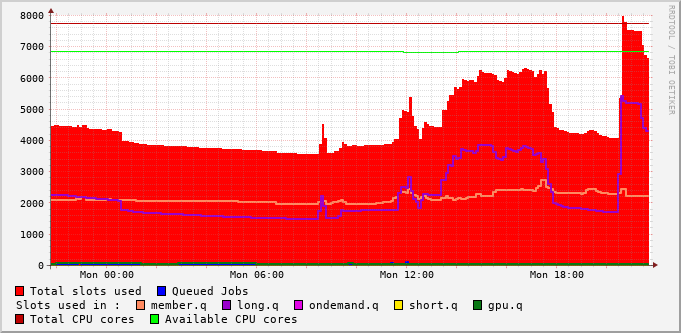 8000
7000
6000
5000
4000
3000
2000
1000
0
Mon 00:00 Mon 06:00 Mon 12:00 Mon 18:00
RRDTOOL / TOBI OETIKER
Total slots used Queued Jobs
Slots used in : member.q long.q ondemand.q short.q gpu.q
Total CPU cores Available CPU cores